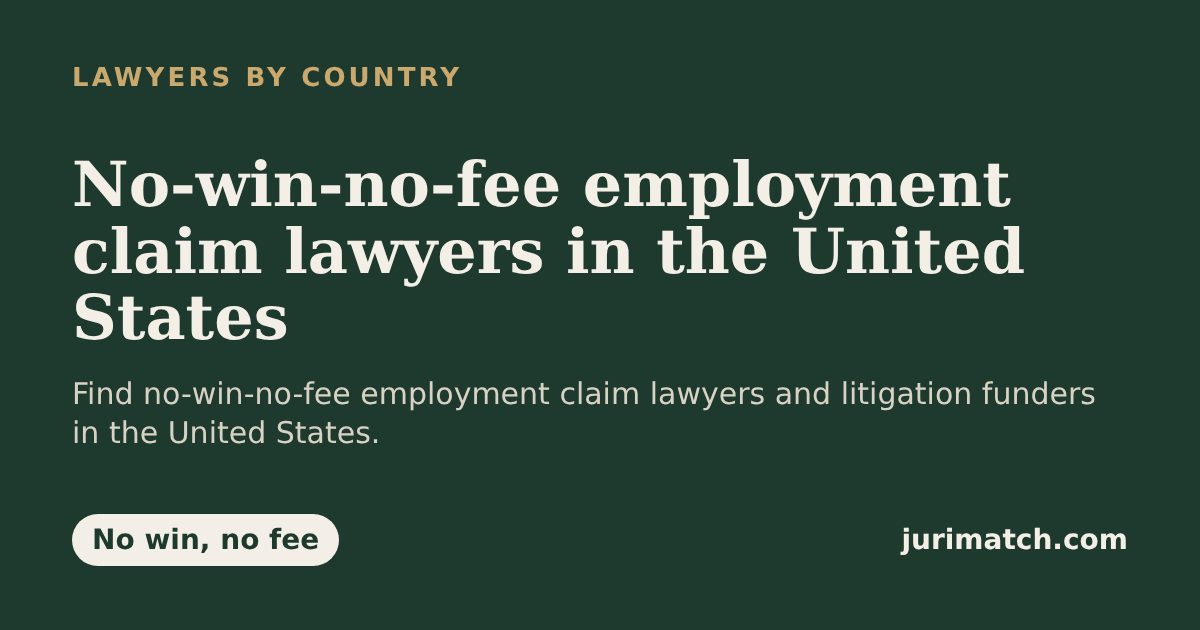 LAWYERS BY COUNTRY
No-win-no-fee employment
claim lawyers in the United
States
Find no-win-no-fee employment claim lawyers and litigation funders
in the United States.
No win, no fee
jurimatch.com